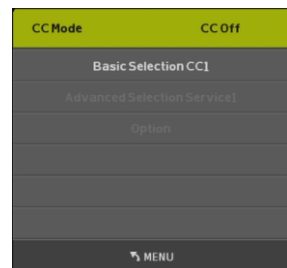 CC Mode CC Off
Basic Selection CC1
Advanced Selection Service1
Option
MENU